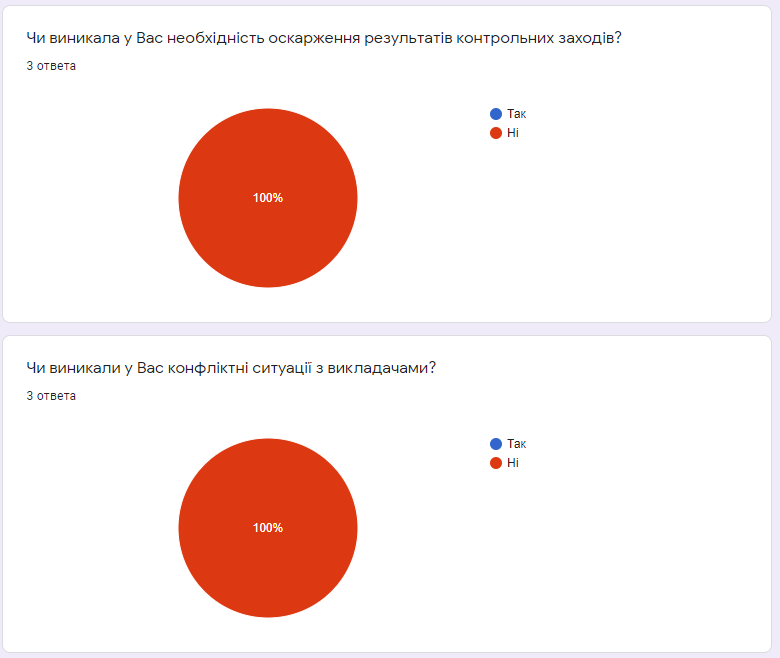 Чи виникала у Вас необхідність оскарження результатів контрольних заходів?
3 ответа
Так
Ні
100%
Чи виникали у Вас конфліктні ситуації з викладачами?
3 ответа
Так
Ні
100%